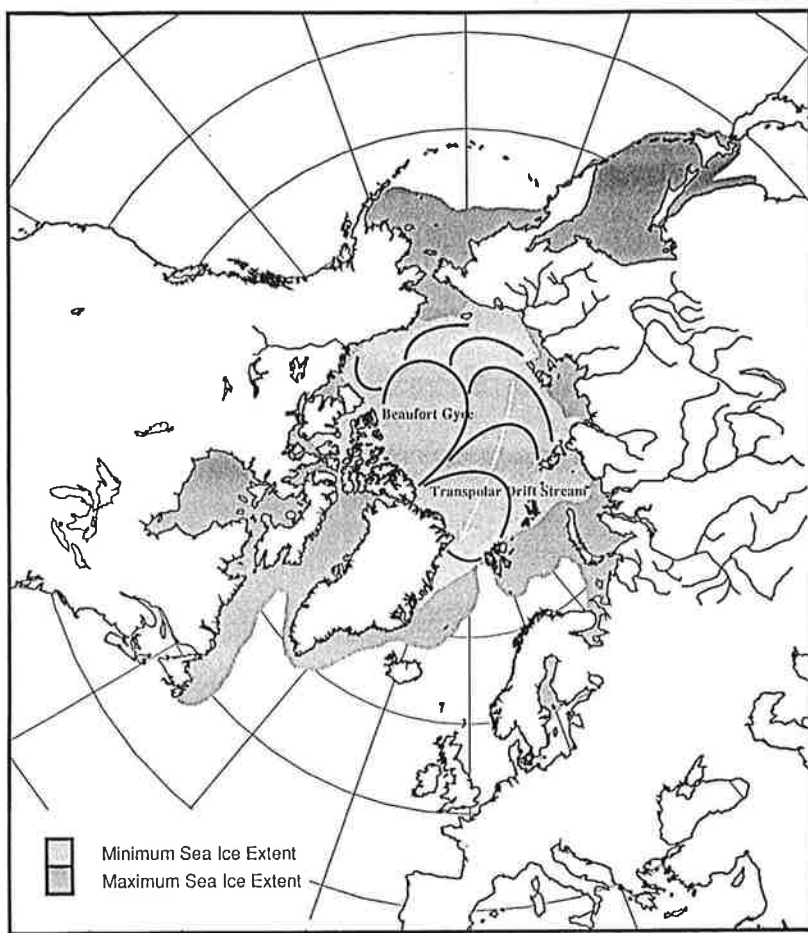 Beaufort Gyre
Transpolar Drift Stream
Minimum Sea Ice Extent
Maximum Sea Ice Extent